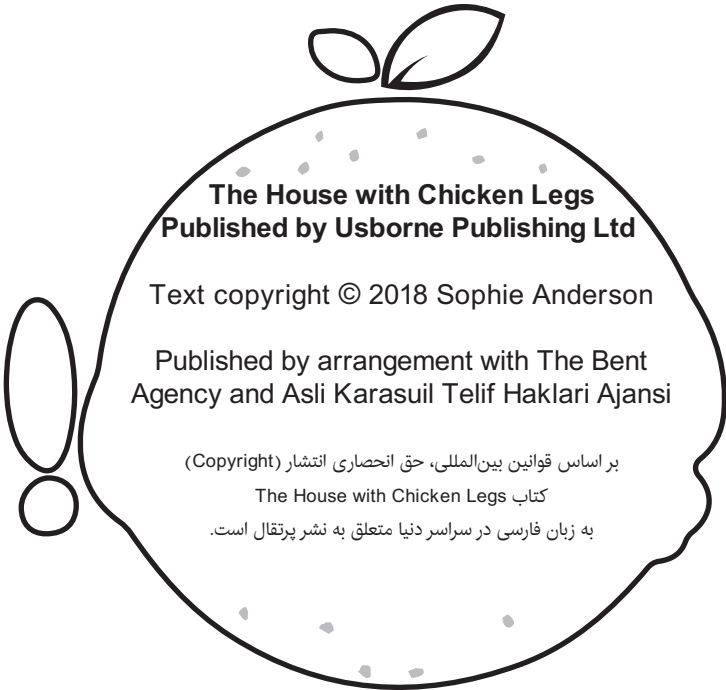 The House with Chicken Legs
Published by Usborne Publishing Ltd
Text copyright © 2018 Sophie Anderson
Published by arrangement with The Bent
Agency and Asli Karasuil Telif Haklari Ajansi
بر اساس قوانین بین‌المللی، حق انحصاری انتشار (Copyright)
کتاب The House with Chicken Legs
به زبان فارسی در سراسر دنیا متعلق به نشر پرتقال است.